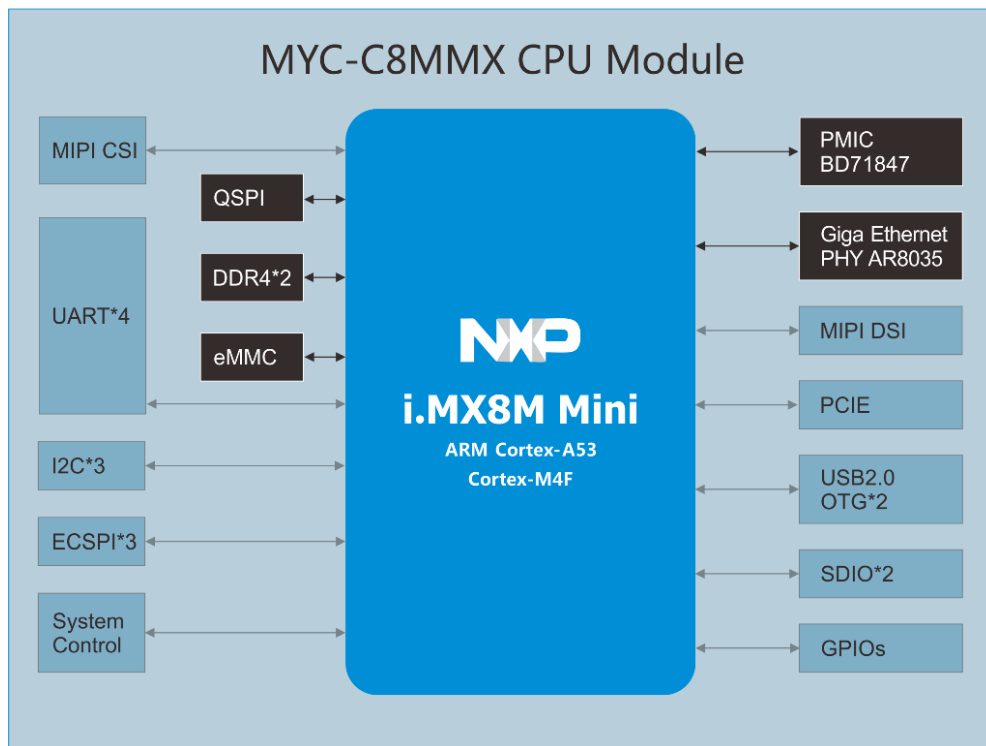 MYC-C8MMX CPU Module
MIPI CSI
QSPI
UART*4
DDR4*2
eMMC
I2C*3
ECSPI*3
System
Control
NXP
i.MX8M Mini
ARM Cortex-A53
Cortex-M4F
PMIC
BD71847
Giga Ethernet
PHY AR8035
MIPI DSI
PCIE
USB2.0
OTG*2
SDIO*2
GPIOs